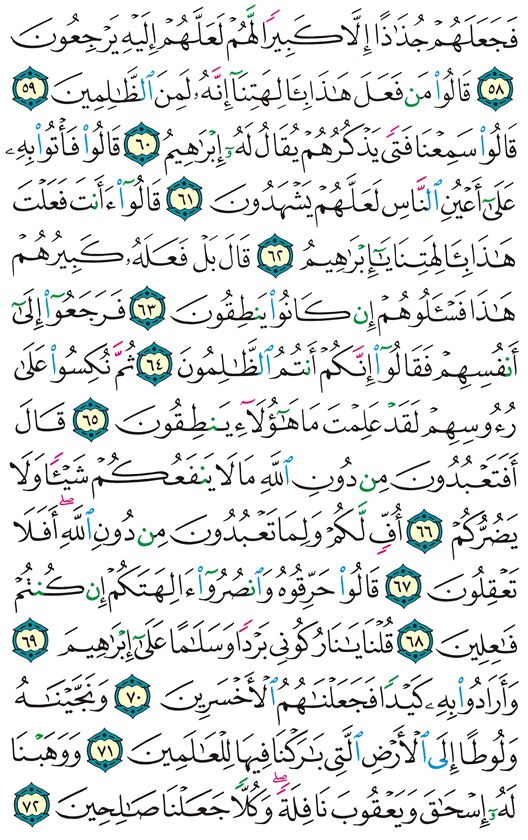 فَجَعَلَهُمْ جُذَٰذًا إِلَّا كَبِيرًا لَّهُمْ لَعَلَّهُمْ إِلَيْهِ يَرْجِعُونَ
٥٨ قَالُوا۟ مَن فَعَلَ هَٰذَا بِـَٔالِهَتِنَآ إِنَّهُۥ لَمِنَ ٱلظَّٰلِمِينَ ٥٩
قَالُوا۟ سَمِعْنَا فَتًى يَذْكُرُهُمْ يُقَالُ لَهُۥٓ إِبْرَٰهِيمُ ٦٠ قَالُوا۟ فَأْتُوا۟ بِهِۦ
عَلَىٰٓ أَعْيُنِ ٱلنَّاسِ لَعَلَّهُمْ يَشْهَدُونَ ٦١ قَالُوٓا۟ ءَأَنتَ فَعَلْتَ
هَٰذَا بِـَٔالِهَتِنَا يَٰٓإِبْرَٰهِيمُ ٦٢ قَالَ بَلْ فَعَلَهُۥ كَبِيرُهُمْ
هَٰذَا فَسْـَٔلُوهُمْ إِن كَانُوا۟ يَنطِقُونَ ٦٣ فَرَجَعُوٓا۟ إِلَىٰٓ
أَنفُسِهِمْ فَقَالُوٓا۟ إِنَّكُمْ أَنتُمُ ٱلظَّٰلِمُونَ ٦٤ ثُمَّ نُكِسُوا۟ عَلَىٰ
رُءُوسِهِمْ لَقَدْ عَلِمْتَ مَا هَٰٓؤُلَآءِ يَنطِقُونَ ٦٥ قَالَ
أَفَتَعْبُدُونَ مِن دُونِ ٱللَّهِ مَا لَا يَنفَعُكُمْ شَيْـًٔا وَلَا
يَضُرُّكُمْ ٦٦ أُفٍّ لَّكُمْ وَلِمَا تَعْبُدُونَ مِن دُونِ ٱللَّهِ ۖ أَفَلَا
تَعْقِلُونَ ٦٧ قَالُوا۟ حَرِّقُوهُ وَٱنصُرُوٓا۟ ءَالِهَتَكُمْ إِن كُنتُمْ
فَٰعِلِينَ ٦٨ قُلْنَا يَٰنَارُ كُونِى بَرْدًا وَسَلَٰمًا عَلَىٰٓ إِبْرَٰهِيمَ ٦٩
وَأَرَادُوا۟ بِهِۦ كَيْدًا فَجَعَلْنَٰهُمُ ٱلْأَخْسَرِينَ ٧٠ وَنَجَّيْنَٰهُ
وَلُوطًا إِلَى ٱلْأَرْضِ ٱلَّتِى بَٰرَكْنَا فِيهَا لِلْعَٰلَمِينَ ٧١ وَوَهَبْنَا
لَهُۥٓ إِسْحَٰقَ وَيَعْقُوبَ نَافِلَةً ۖ وَكُلًّا جَعَلْنَا صَٰلِحِينَ ٧٢